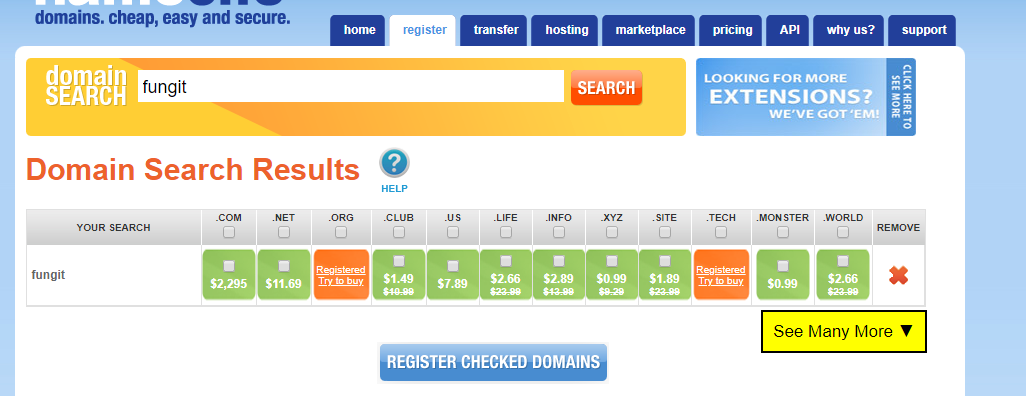 domains. cheap, easy and secure.
home register transfer hosting marketplace pricing API why us? support
domain
SEARCH
fungit
SEARCH
LOOKING FOR MORE
EXTENSIONS?
WE'VE GOT 'EM!
CLICK HERE TO
SEE MORE
Domain Search Results
?
HELP
YOUR SEARCH .COM .NET .ORG .CLUB .US .LIFE .INFO .XYZ .SITE .TECH .MONSTER .WORLD REMOVE
fungit
$2,295
$11.69
Registered
Try to buy
$1.49
$10.99
$7.89
$2.66
$23.99
$2.89
$13.99
$0.99
$9.29
$1.89
$23.99
Registered
Try to buy
$0.99
$2.66
$23.99
See Many More ▼
REGISTER CHECKED DOMAINS